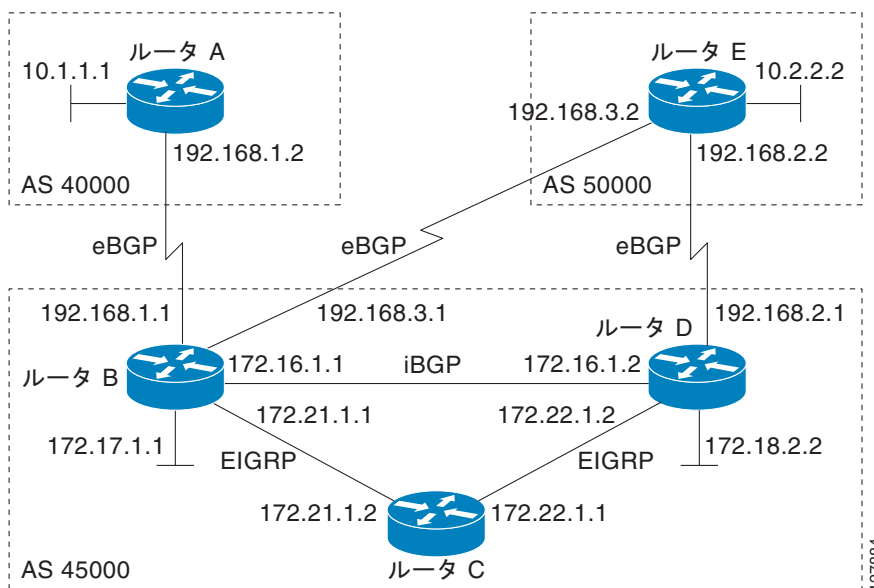 ルータ A
ルータ E
10.1.1.1
10.2.2.2
192.168.3.2
192.168.1.2
192.168.2.2
AS 40000
AS 50000
eBGP
eBGP
eBGP
192.168.1.1
192.168.3.1
192.168.2.1
ルータ D
ルータ B
172.16.1.1
iBGP
172.16.1.2
172.21.1.1
172.22.1.2
172.17.1.1
172.18.2.2
EIGRP
EIGRP
172.21.1.2
172.22.1.1
AS 45000
ルータ C